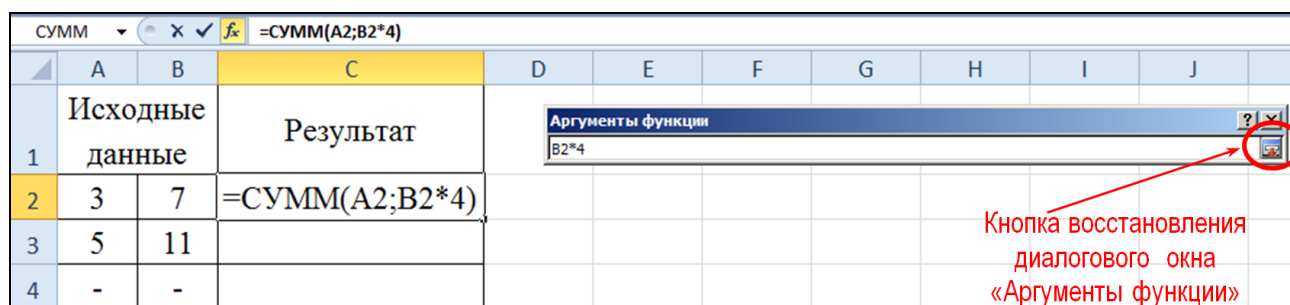 СУММ fx =СУММ(A2;B2*4)
A B C D E F G H I J
Исходные
данные
Результат
Аргументы функции ? X
B2*4
1
2 3 7 =СУММ(A2;B2*4)
3 5 11
4 - -
Кнопка восстановления
диалогового окна
«Аргументы функции»